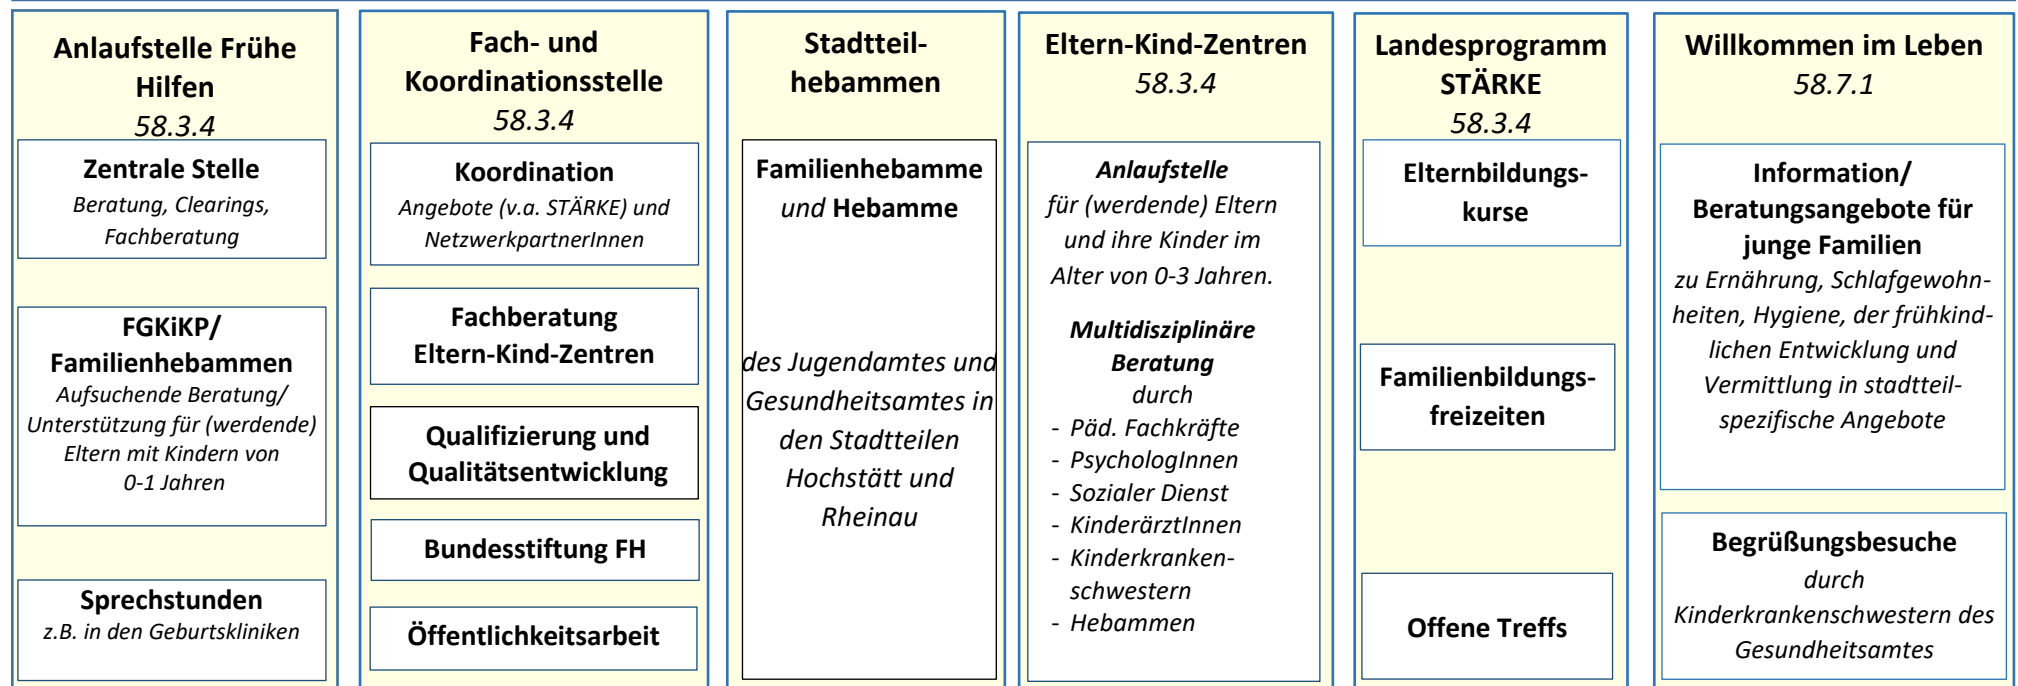 Anlaufstelle Frühe
Hilfen
58.3.4
Zentrale Stelle
Beratung, Clearings,
Fachberatung
FGKiKP/
Familienhebammen
Aufsuchende Beratung/
Unterstützung für (werdende)
Eltern mit Kindern von
0-1 Jahren
Sprechstunden
z.B. in den Geburtskliniken
Fach- und
Koordinationsstelle
58.3.4
Koordination
Angebote (v.a. STÄRKE) und
NetzwerkpartnerInnen
Fachberatung
Eltern-Kind-Zentren
Qualifizierung und
Qualitätsentwicklung
Bundesstiftung FH
Öffentlichkeitsarbeit
Stadtteil-
hebammen
Familienhebamme
und Hebamme
des Jugendamtes und
Gesundheitsamtes in
den Stadtteilen
Hochstätt und
Rheinau
Eltern-Kind-Zentren
58.3.4
Anlaufstelle
für (werdende) Eltern
und ihre Kinder im
Alter von 0-3 Jahren.
Multidisziplinäre
Beratung
durch
- Päd. Fachkräfte
- PsychologInnen
- Sozialer Dienst
- KinderärztInnen
- Kinderkranken-
schwestern
- Hebammen
Landesprogramm
STÄRKE
58.3.4
Elternbildungs-
kurse
Familienbildungs-
freizeiten
Offene Treffs
Willkommen im Leben
58.7.1
Information/
Beratungsangebote für
junge Familien
zu Ernährung, Schlafgewohn-
heiten, Hygiene, der frühkind-
lichen Entwicklung und
Vermittlung in stadtteil-
spezifische Angebote
Begrüßungsbesuche
durch
Kinderkrankenschwestern des
Gesundheitsamtes